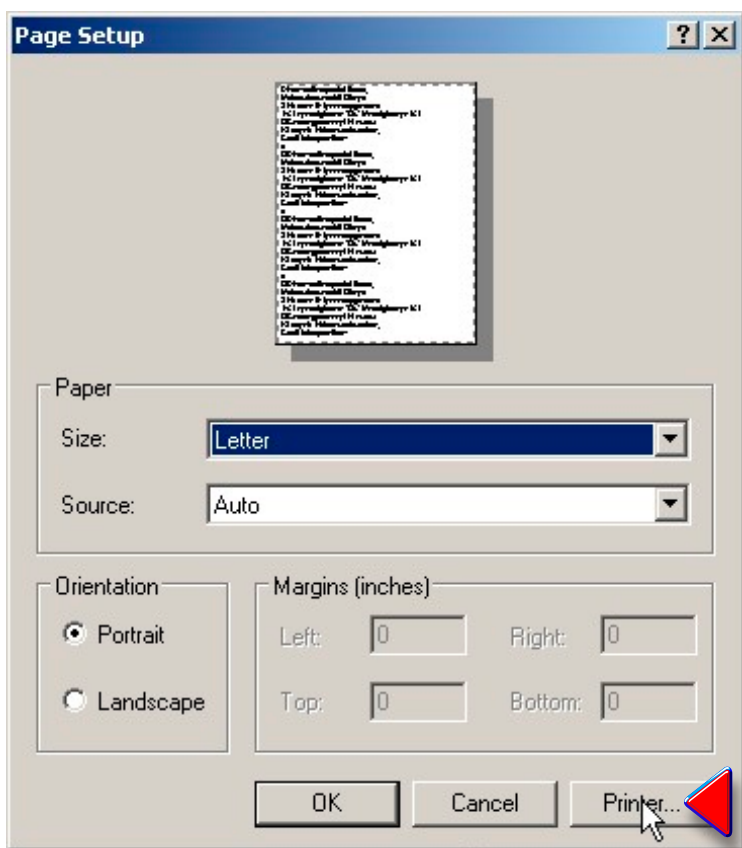 Page Setup
Paper
Size: Letter
Source: Auto
Orientation
Portrait
Landscape
Margins (inches)
Left: 0 Right: 0
Top: 0 Bottom: 0
OK Cancel Printer...